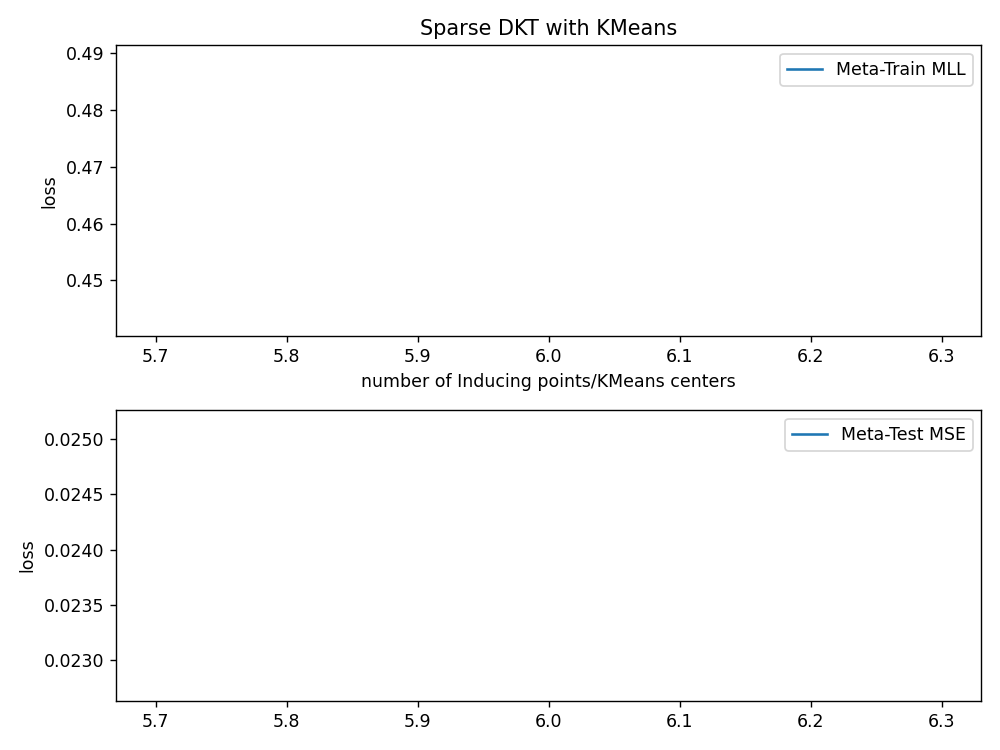 Sparse DKT with KMeans
Meta-Train MLL
loss
0.49
0.48
0.47
0.46
0.45
5.7 5.8 5.9 6.0 6.1 6.2 6.3
number of Inducing points/KMeans centers
Meta-Test MSE
loss
0.0250
0.0245
0.0240
0.0235
0.0230
5.7 5.8 5.9 6.0 6.1 6.2 6.3